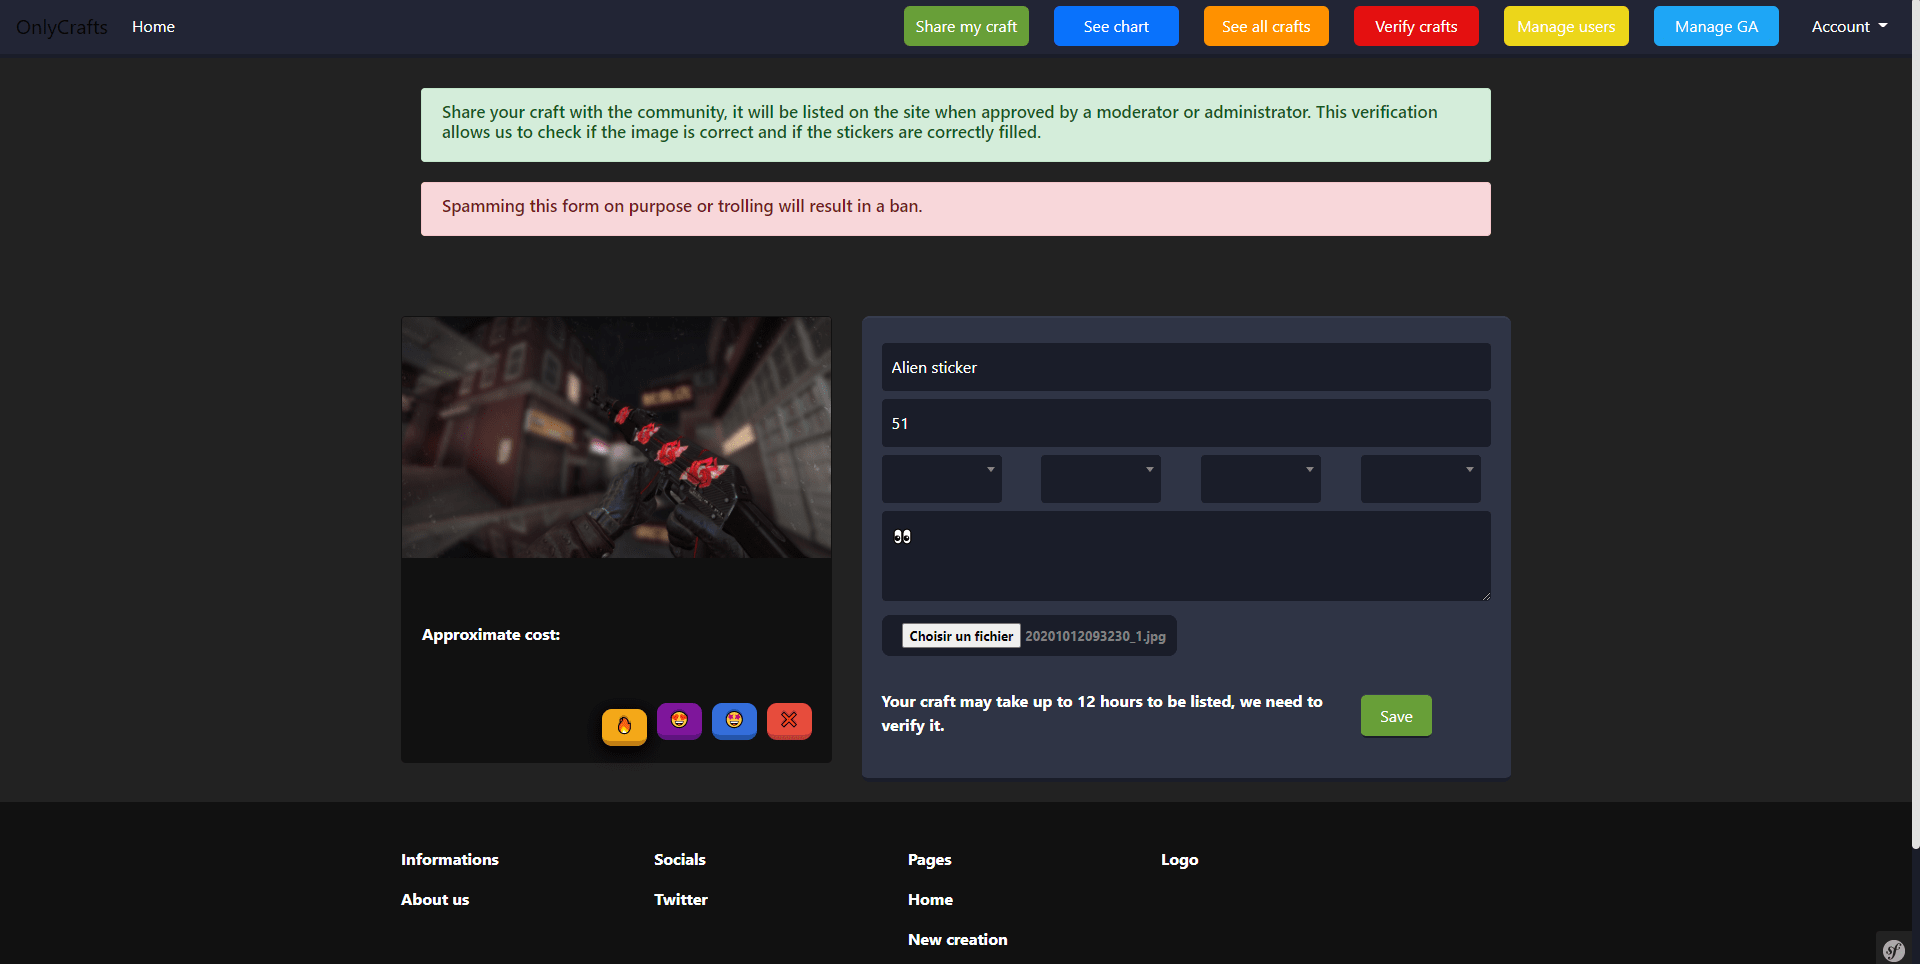 OnlyCrafts
Home
Share my craft
See chart
See all crafts
Verify crafts
Manage users
Manage GA
Account
Share your craft with the community, it will be listed on the site when approved by a moderator or administrator. This verification
allows us to check if the image is correct and if the stickers are correctly filled.
Spamming this form on purpose or trolling will result in a ban.
Approximate cost:
Alien sticker
51
👀
Choisir un fichier 20201012093230_1.jpg
Your craft may take up to 12 hours to be listed, we need to
verify it.
Save
Informations
About us
Socials
Twitter
Pages
Home
New creation
Logo
sf